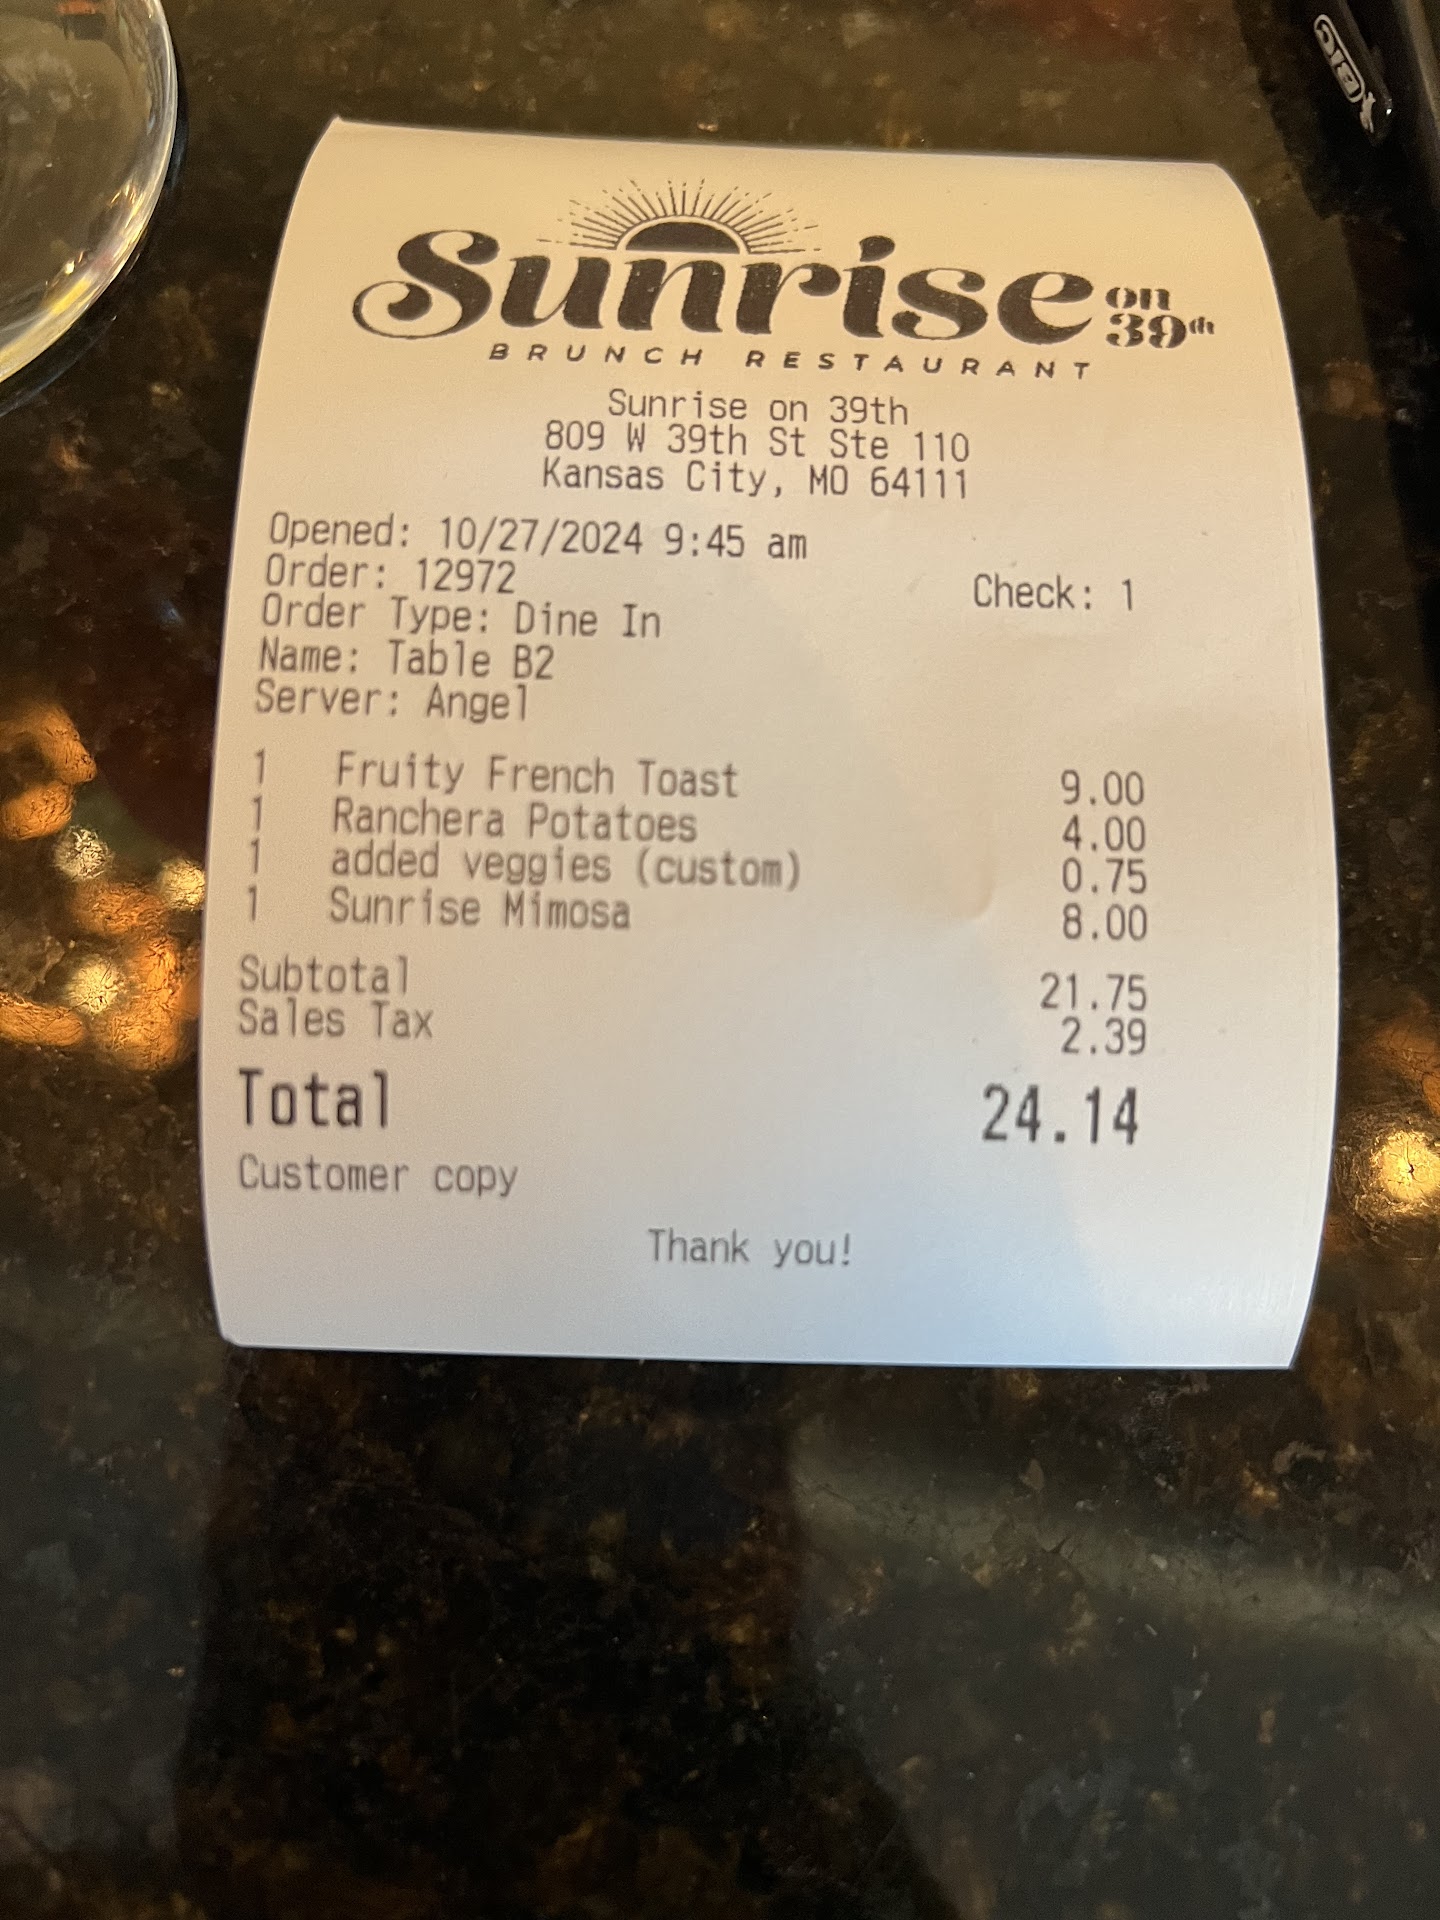 Sunrise on 39th
BRUNCH RESTAURANT
Sunrise on 39th
809 W 39th St Ste 110
Kansas City, MO 64111
Opened: 10/27/2024 9:45 am
Order: 12972 Check: 1
Order Type: Dine In
Name: Table B2
Server: Angel
1 Fruity French Toast 9.00
1 Ranchera Potatoes 4.00
1 added veggies (custom) 0.75
1 Sunrise Mimosa 8.00
Subtotal 21.75
Sales Tax 2.39
Total 24.14
Customer copy
Thank you!
BIC